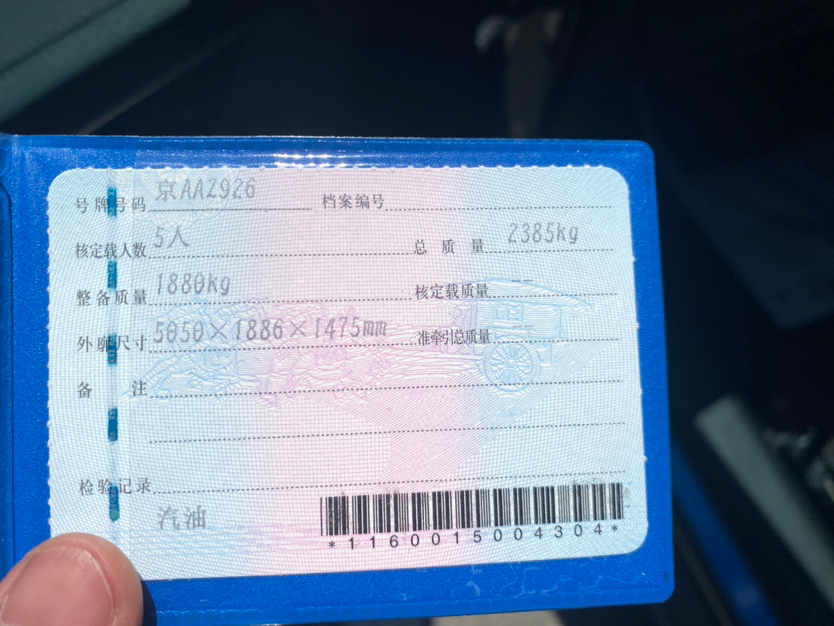 号牌号码 京AAZ926 档案编号
核定载人数 5人 总质量 2385kg
整备质量 1880kg 核定载质量
外廓尺寸 5050×1886×1475mm 准牵引总质量
备注
检验记录
汽油
*1160015004304*